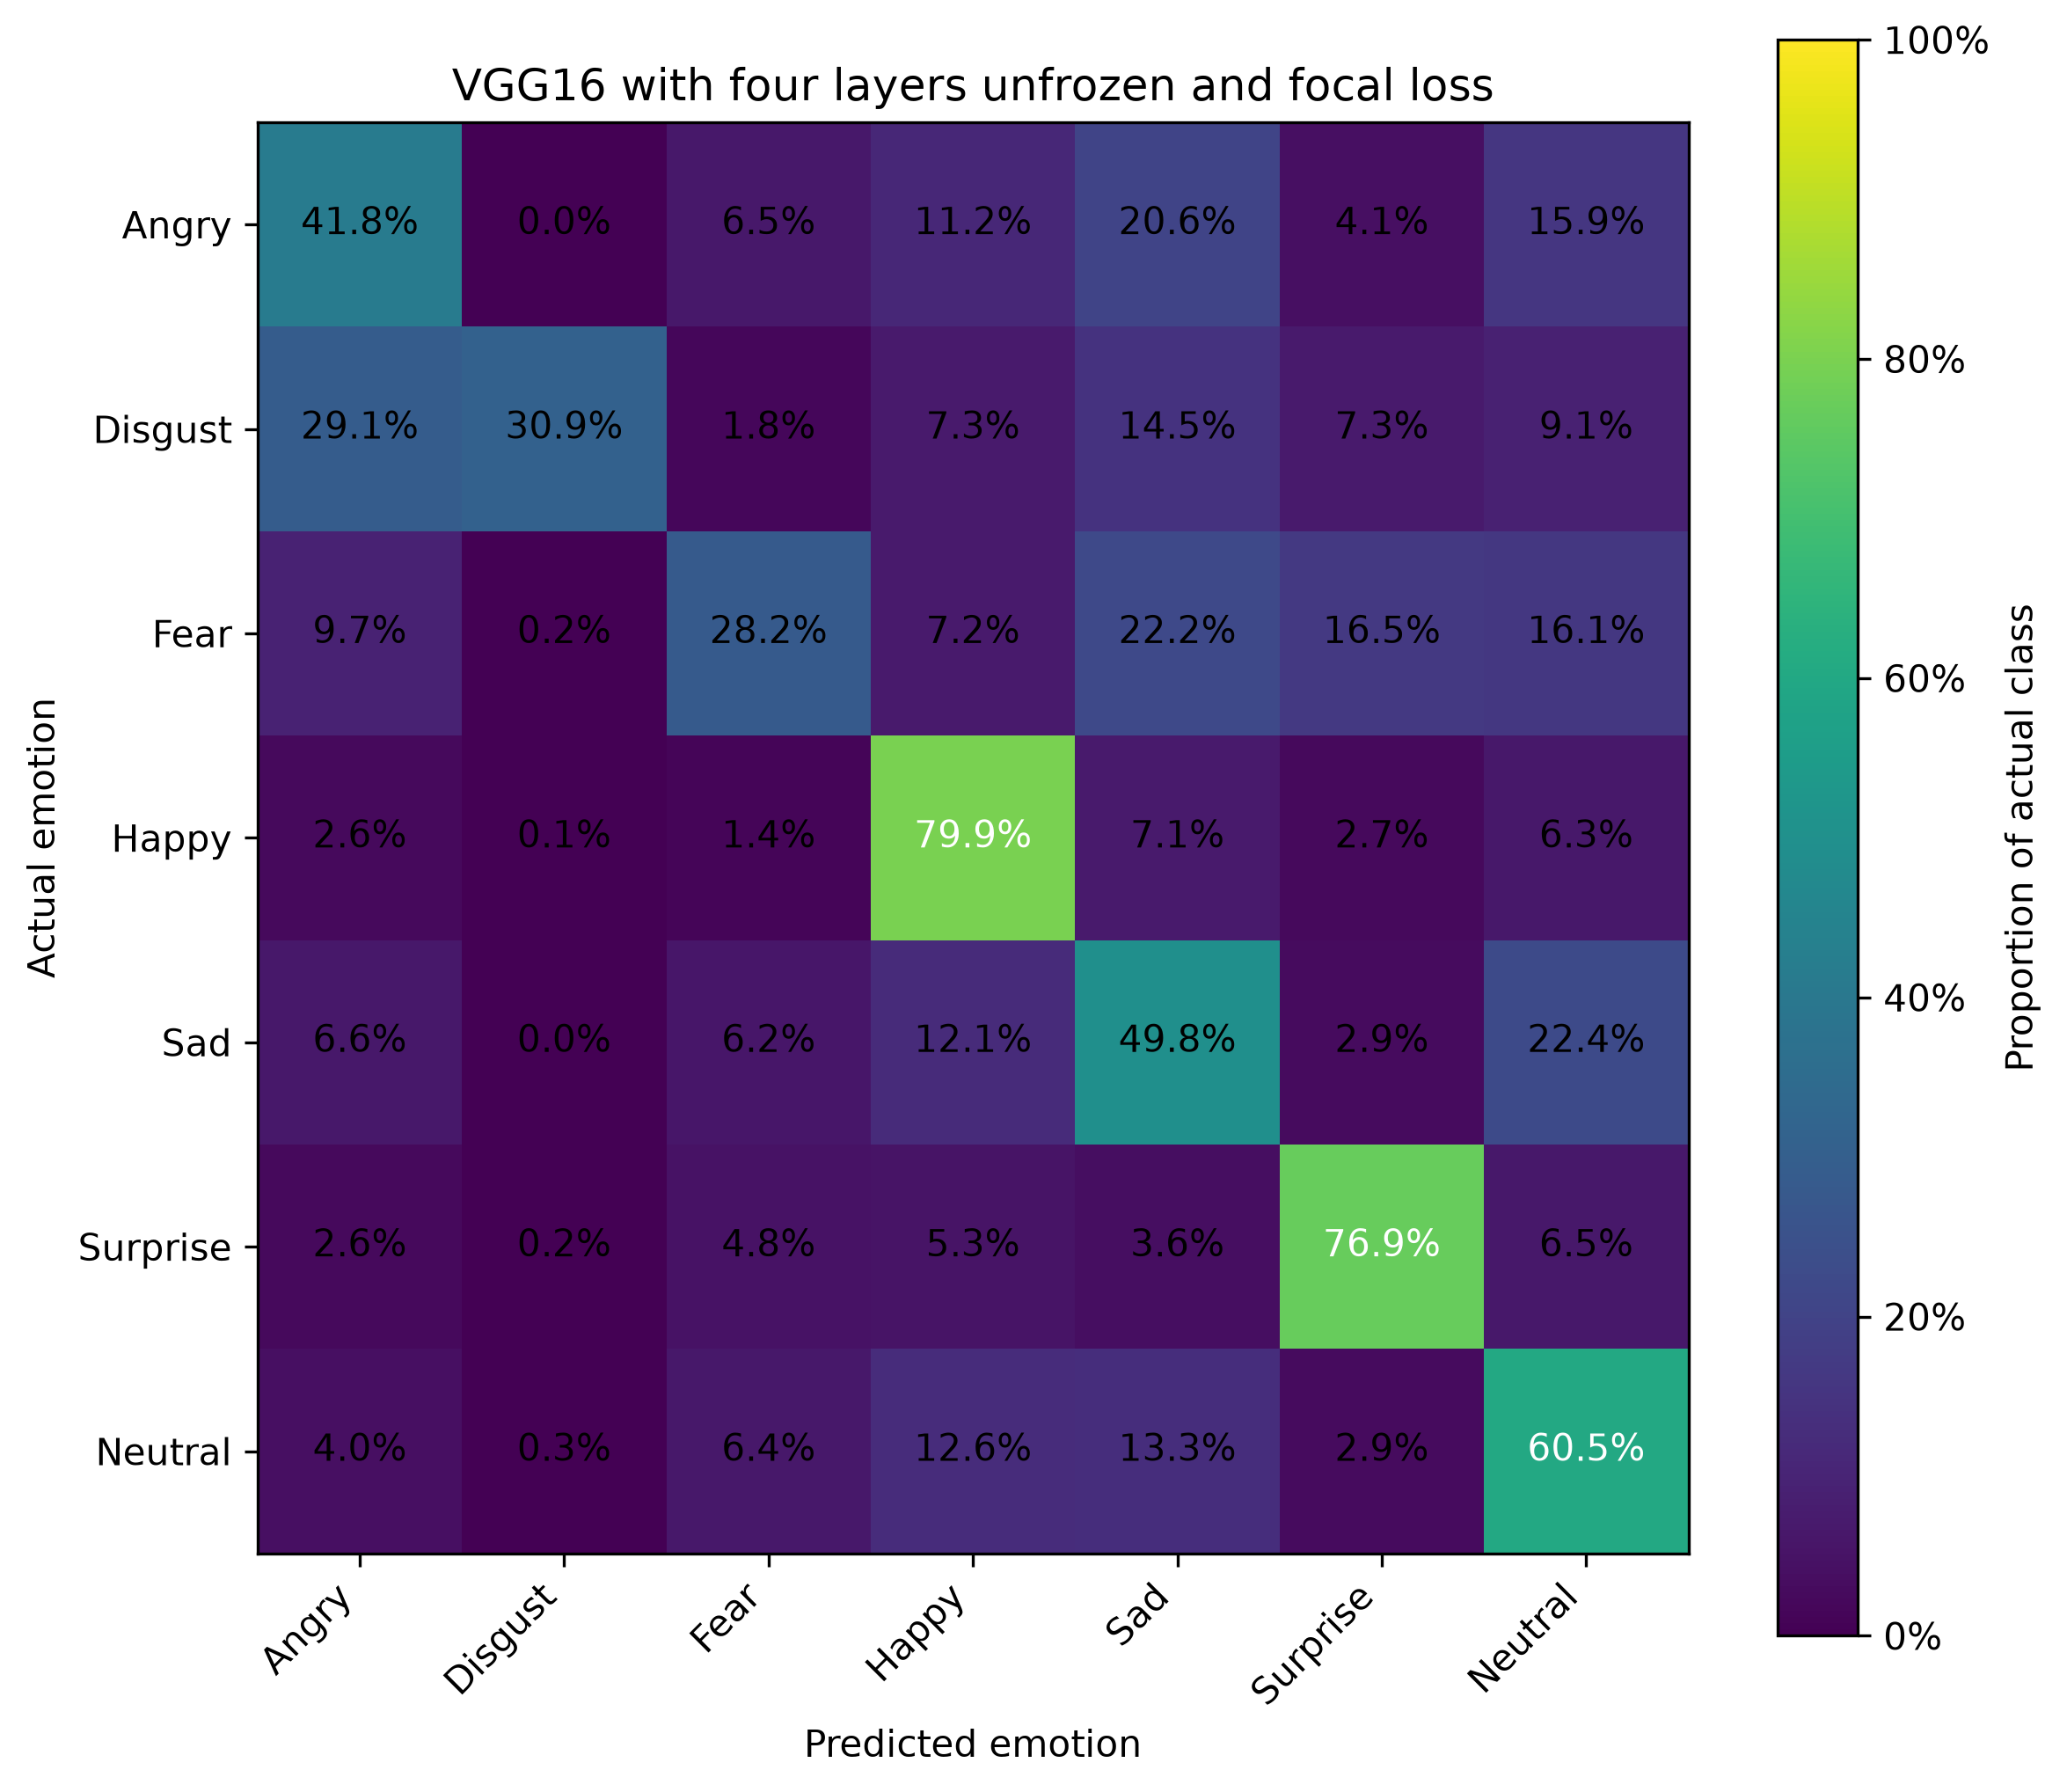 VGG16 with four layers unfrozen and focal loss
Actual emotion
Angry 41.8% 0.0% 6.5% 11.2% 20.6% 4.1% 15.9%
Disgust 29.1% 30.9% 1.8% 7.3% 14.5% 7.3% 9.1%
Fear 9.7% 0.2% 28.2% 7.2% 22.2% 16.5% 16.1%
Happy 2.6% 0.1% 1.4% 79.9% 7.1% 2.7% 6.3%
Sad 6.6% 0.0% 6.2% 12.1% 49.8% 2.9% 22.4%
Surprise 2.6% 0.2% 4.8% 5.3% 3.6% 76.9% 6.5%
Neutral 4.0% 0.3% 6.4% 12.6% 13.3% 2.9% 60.5%
Angry Disgust Fear Happy Sad Surprise Neutral
Predicted emotion
100%
80%
60%
40%
20%
0%
Proportion of actual class